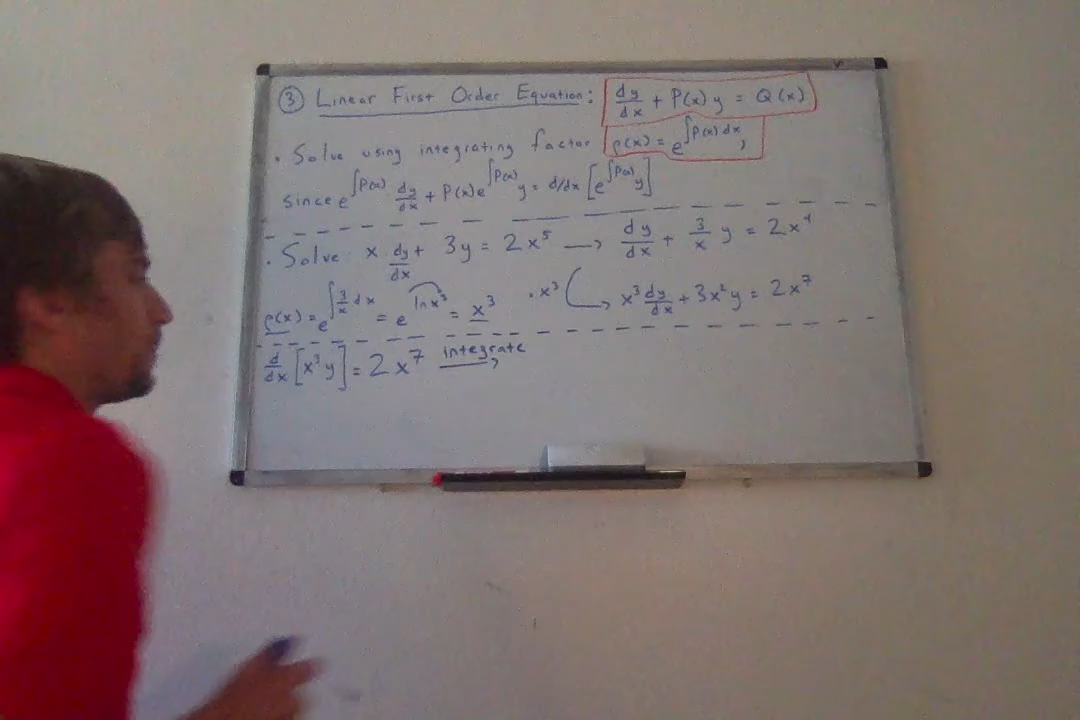 ③ Linear First Order Equation: dy/dx + P(x) y = Q(x)
• Solve using integrating factor ρ(x) = e^∫P(x) dx,
since e^∫P(x) dy/dx + P(x) e^∫P(x) y = d/dx [e^∫P(x) y]
• Solve: x dy/dx + 3y = 2x^5 → dy/dx + 3/x y = 2x^4
ρ(x) = e^∫3/x dx = e^ln x^3 = x^3 • x^3 ( → x^3 dy/dx + 3x^2 y = 2x^7
d/dx [x^3 y] = 2x^7 integrate →